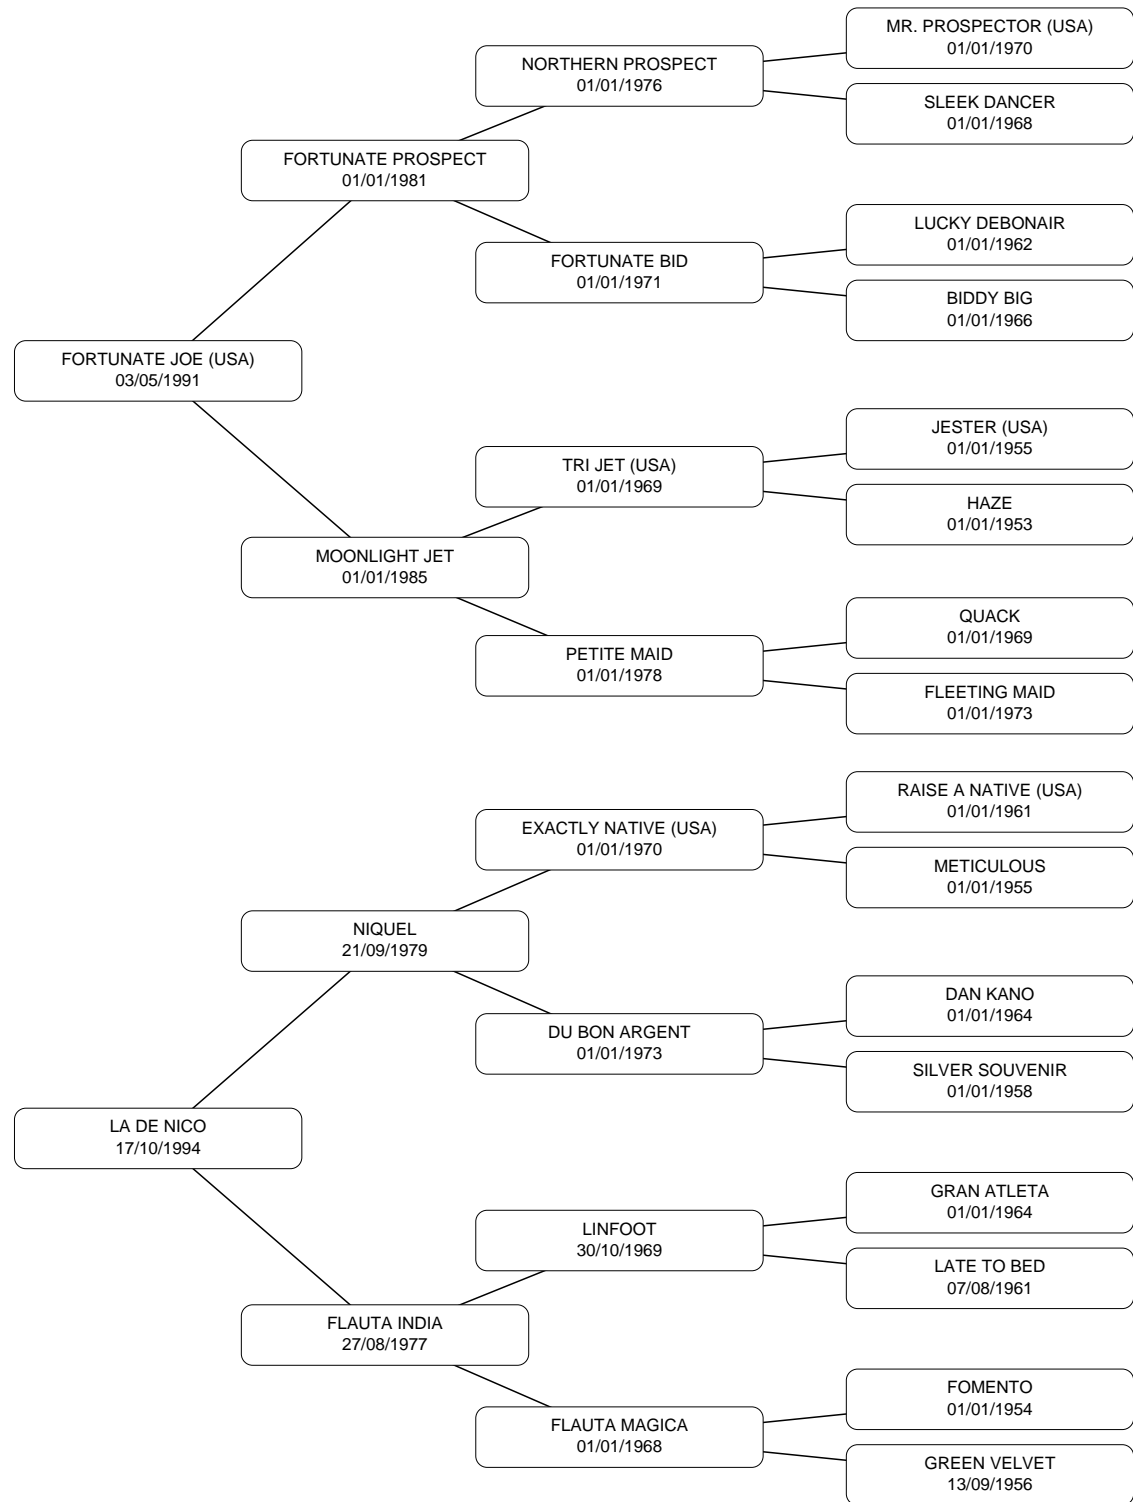 MR. PROSPECTOR (USA)
01/01/1970
NORTHERN PROSPECT
01/01/1976
SLEEK DANCER
01/01/1968
FORTUNATE PROSPECT
01/01/1981
LUCKY DEBONAIR
01/01/1962
FORTUNATE BID
01/01/1971
BIDDY BIG
01/01/1966
FORTUNATE JOE (USA)
03/05/1991
JESTER (USA)
01/01/1955
TRI JET (USA)
01/01/1969
HAZE
01/01/1953
MOONLIGHT JET
01/01/1985
QUACK
01/01/1969
PETITE MAID
01/01/1978
FLEETING MAID
01/01/1973
RAISE A NATIVE (USA)
01/01/1961
EXACTLY NATIVE (USA)
01/01/1970
METICULOUS
01/01/1955
NIQUEL
21/09/1979
DAN KANO
01/01/1964
DU BON ARGENT
01/01/1973
SILVER SOUVENIR
01/01/1958
LA DE NICO
17/10/1994
GRAN ATLETA
01/01/1964
LINFOOT
30/10/1969
LATE TO BED
07/08/1961
FLAUTA INDIA
27/08/1977
FOMENTO
01/01/1954
FLAUTA MAGICA
01/01/1968
GREEN VELVET
13/09/1956